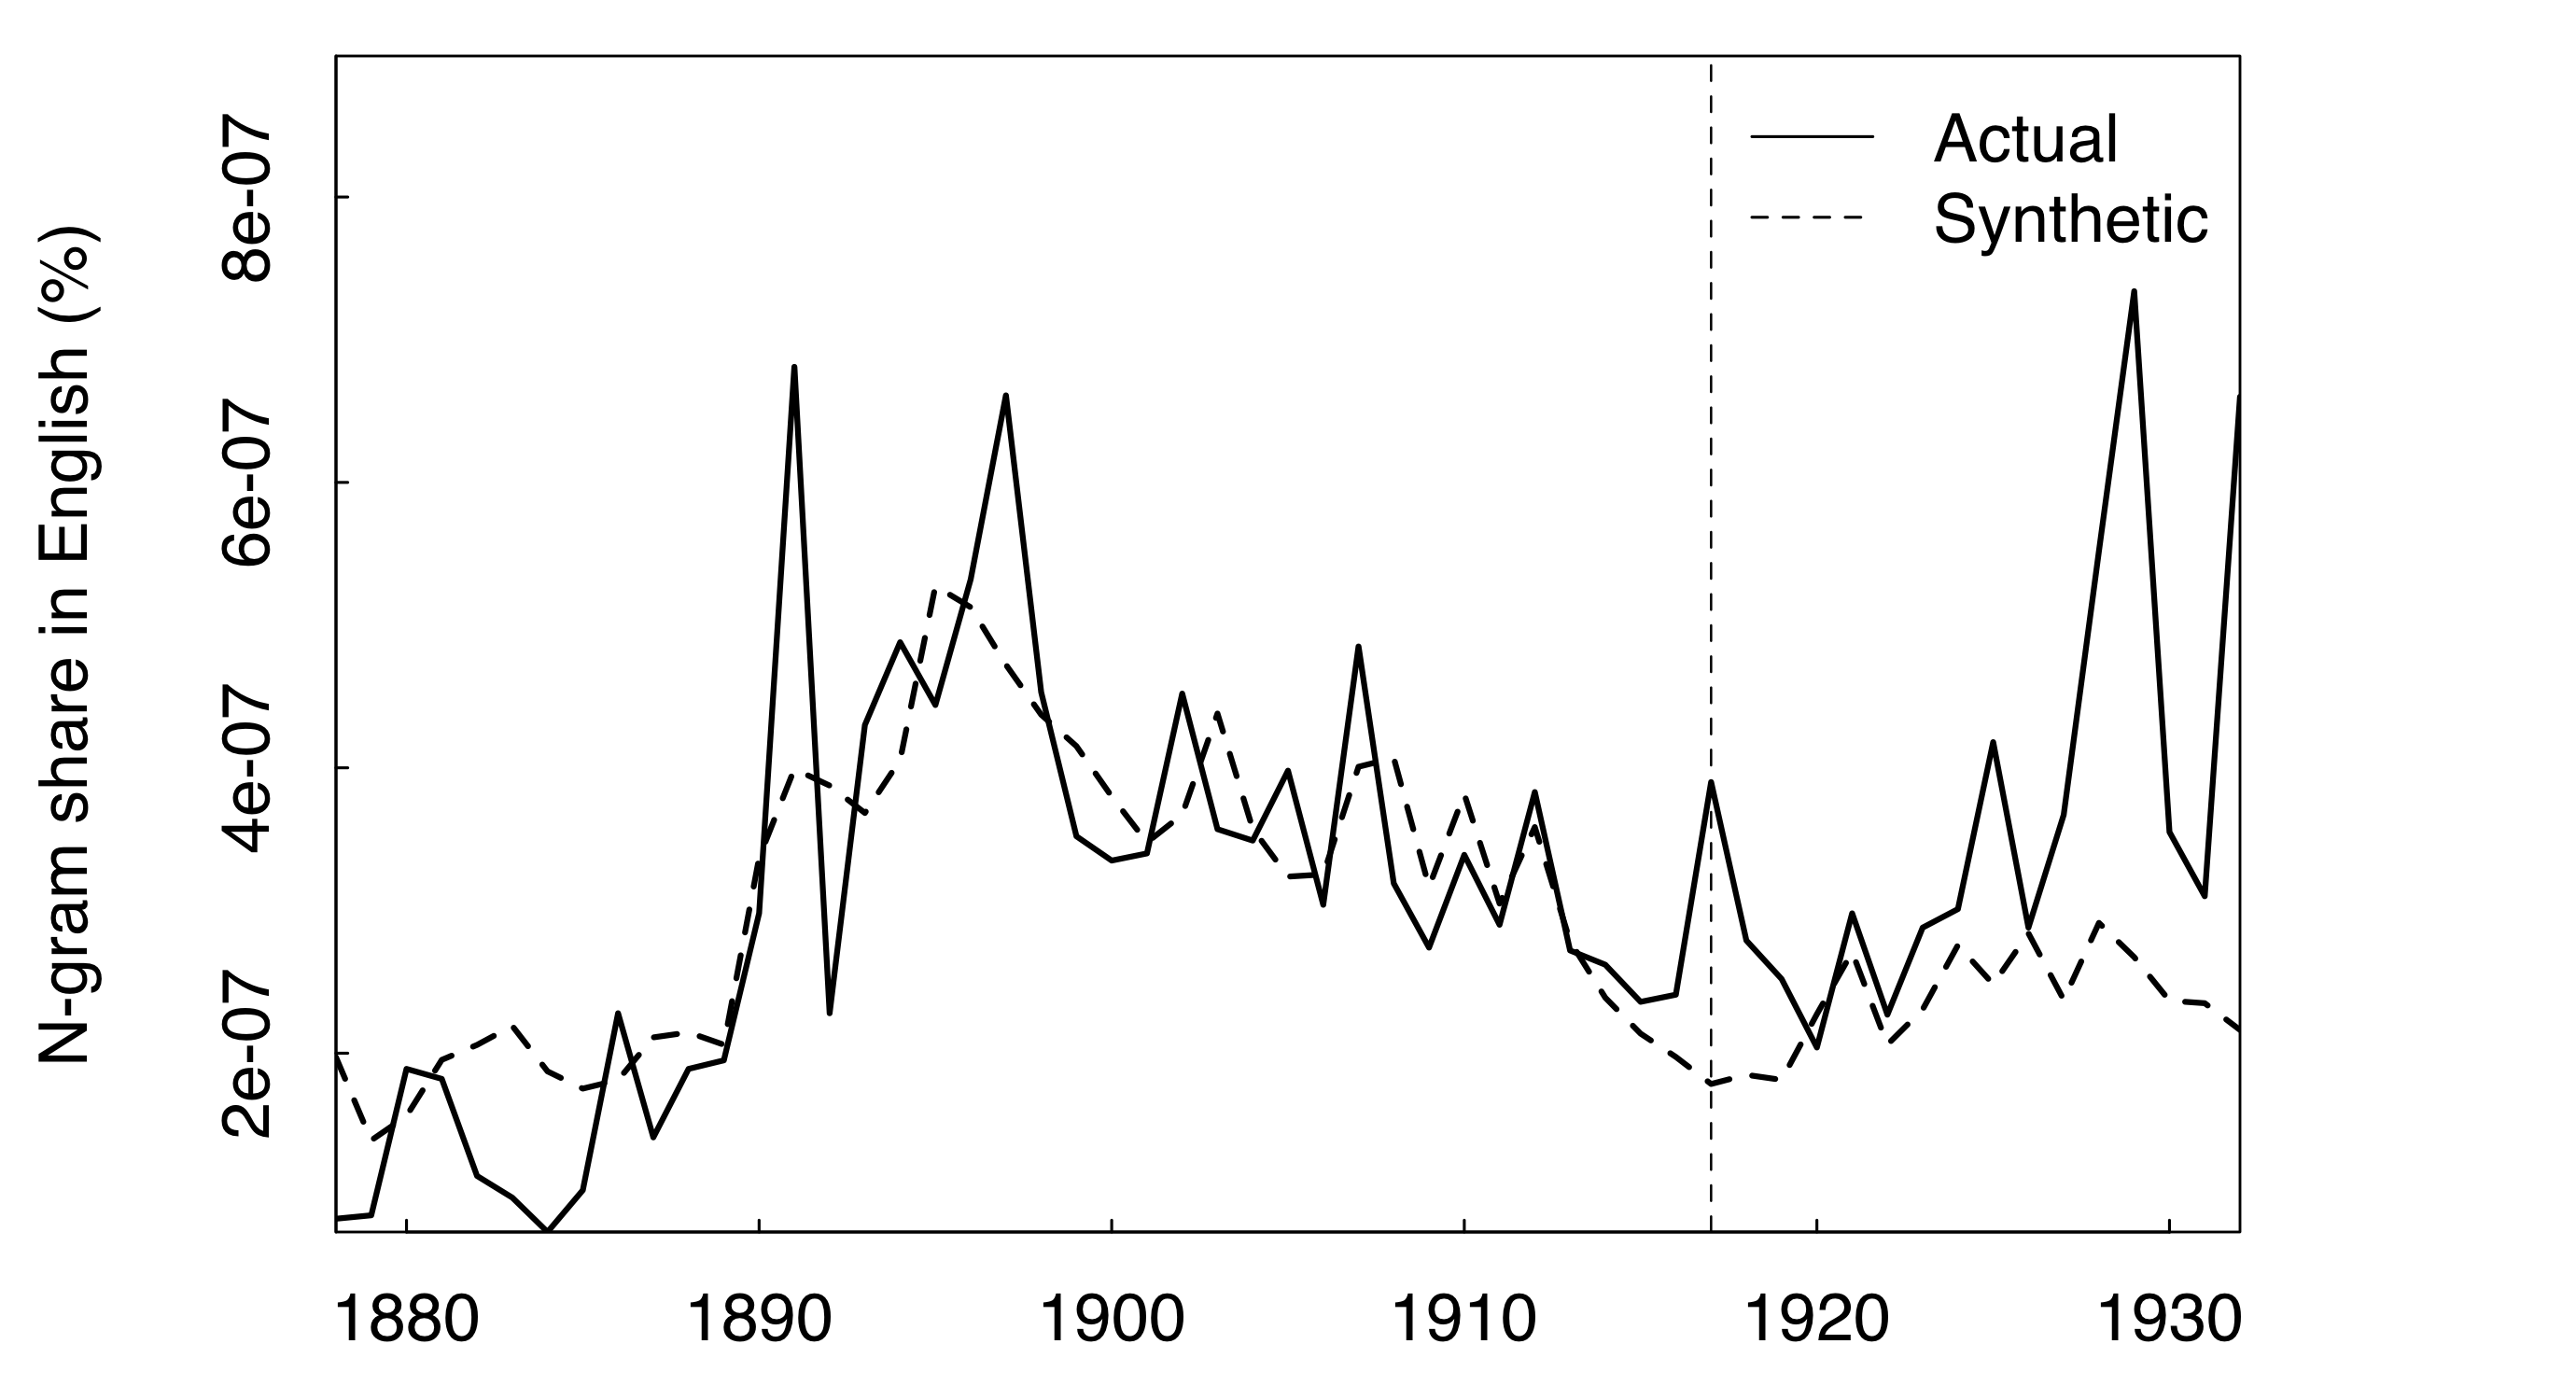 N-gram share in English (%)
8e-07
6e-07
4e-07
2e-07
Actual
Synthetic
1880 1890 1900 1910 1920 1930